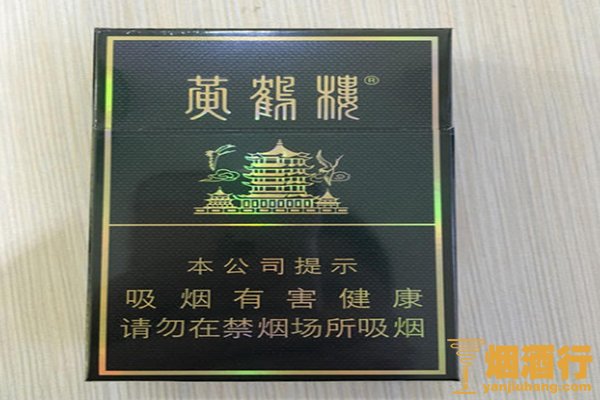 黄鹤楼®
本公司提示
吸烟有害健康
请勿在禁烟场所吸烟
烟酒行
yanjiuhang.com